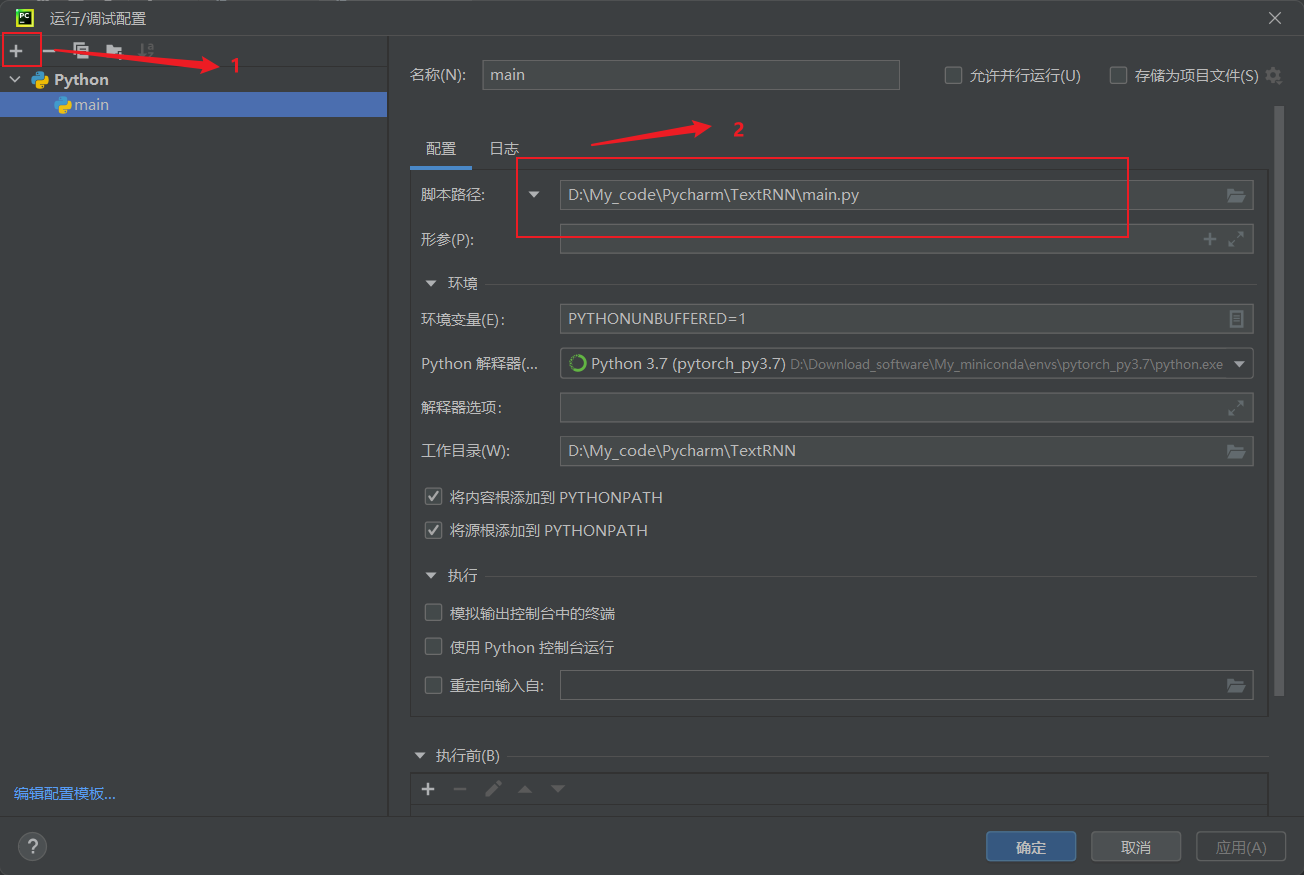 运行/调试配置
1
Python
main
编辑配置模板...
名称(N): main
允许并行运行(U)
存储为项目文件(S)
2
配置 日志
脚本路径: D:\My_code\Pycharm\TextRNN\main.py
形参(P):
环境
环境变量(E): PYTHONUNBUFFERED=1
Python 解释器(... Python 3.7 (pytorch_py3.7) D:\Download_software\My_miniconda\envs\pytorch_py3.7\python.exe
解释器选项:
工作目录(W): D:\My_code\Pycharm\TextRNN
将内容根添加到 PYTHONPATH
将源根添加到 PYTHONPATH
执行
模拟输出控制台中的终端
使用 Python 控制台运行
重定向输入自:
执行前(B)
?
确定 取消 应用(A)